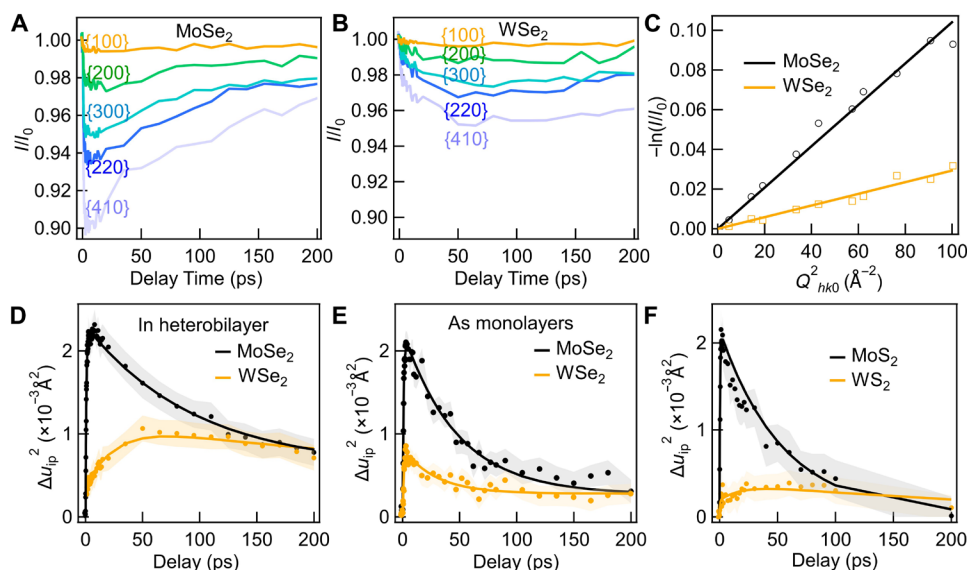 A
MoSe₂
I/I₀
1.00
0.98
0.96
0.94
0.92
0.90
{100}
{200}
{300}
{220}
{410}
0 50 100 150 200
Delay Time (ps)
B
WSe₂
I/I₀
1.00
0.98
0.96
0.94
0.92
0.90
{100}
{200}
{300}
{220}
{410}
0 50 100 150 200
Delay Time (ps)
C
−ln(I/I₀)
0.10
0.08
0.06
0.04
0.02
0.00
MoSe₂
WSe₂
0 20 40 60 80 100
Q²ₕₖ₀ (Å⁻²)
D
In heterobilayer
MoSe₂
WSe₂
Δuᵢₚ² (×10⁻³Å²)
2
1
0
0 50 100 150 200
Delay (ps)
E
As monolayers
MoSe₂
WSe₂
Δuᵢₚ² (×10⁻³Å²)
2
1
0
0 50 100 150 200
Delay (ps)
F
MoS₂
WS₂
Δuᵢₚ² (×10⁻³Å²)
2
1
0
0 50 100 150 200
Delay (ps)